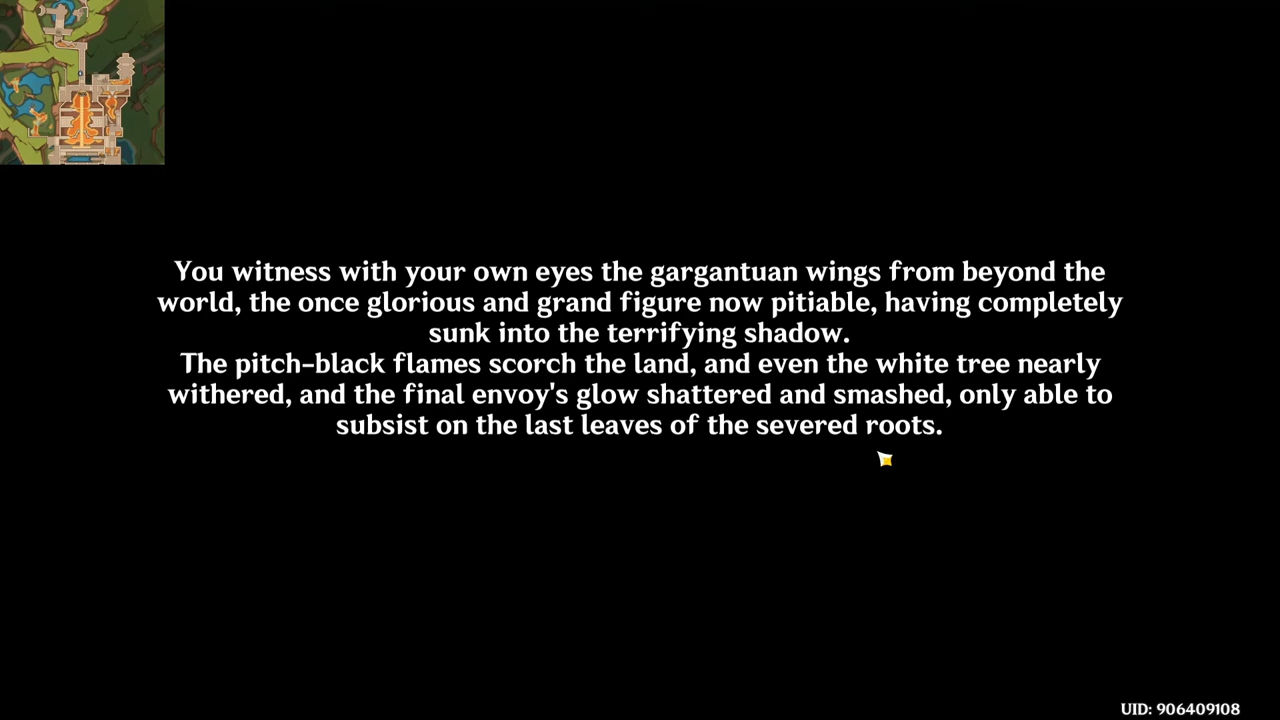 You witness with your own eyes the gargantuan wings from beyond the
world, the once glorious and grand figure now pitiable, having completely
sunk into the terrifying shadow.
The pitch-black flames scorch the land, and even the white tree nearly
withered, and the final envoy's glow shattered and smashed, only able to
subsist on the last leaves of the severed roots.
UID: 906409108